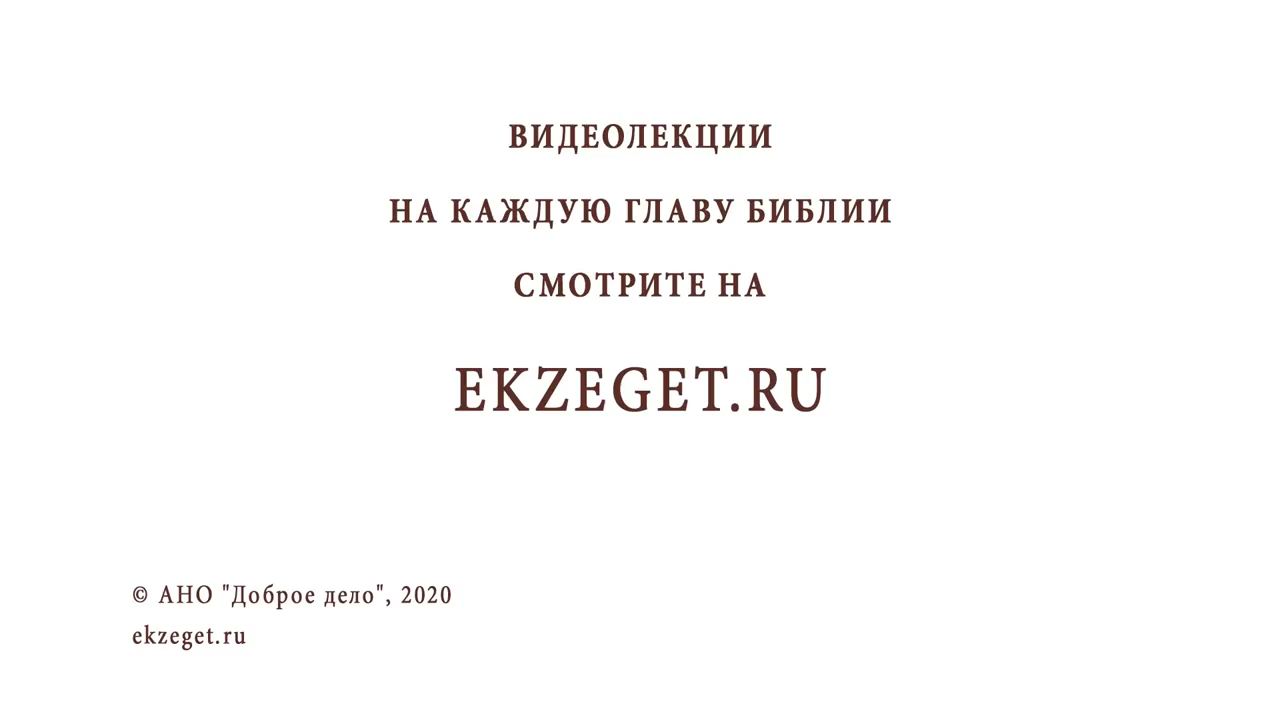 ВИДЕОЛЕКЦИИ
НА КАЖДУЮ ГЛАВУ БИБЛИИ
СМОТРИТЕ НА
EKZEGET.RU
© АНО "Доброе дело", 2020
ekzeget.ru